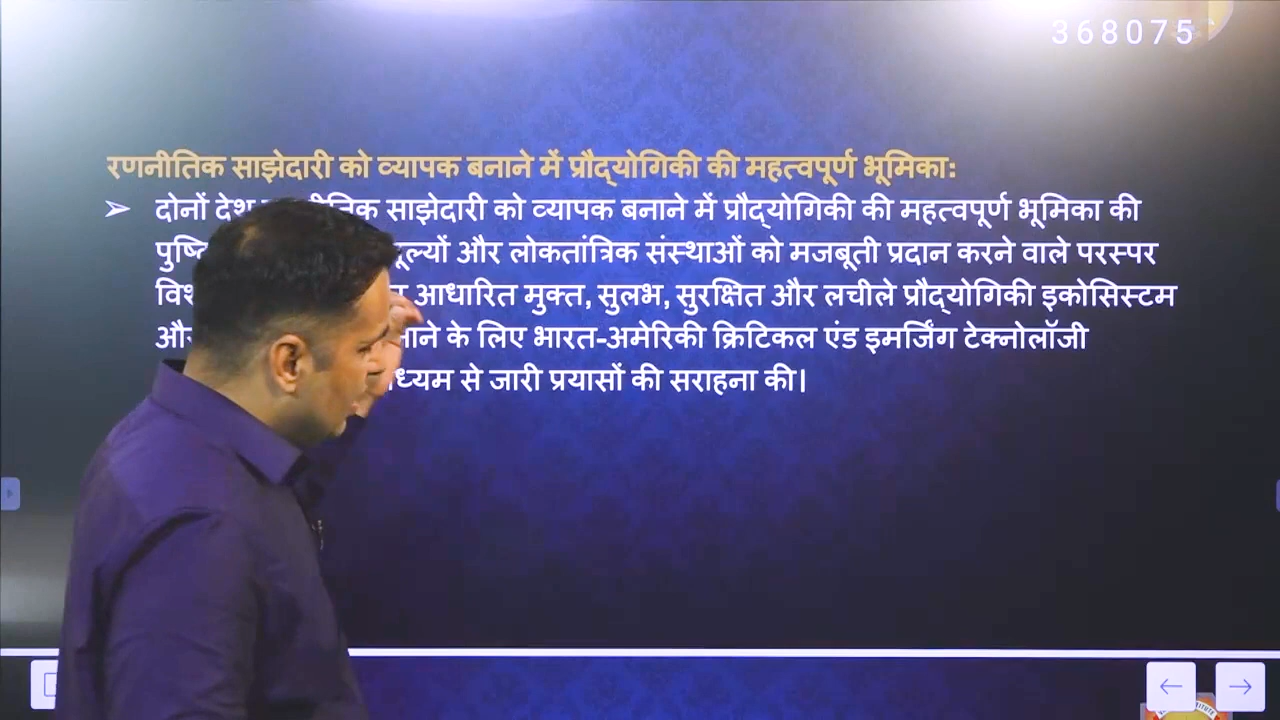 368075
रणनीतिक साझेदारी को व्यापक बनाने में प्रौद्योगिकी की महत्वपूर्ण भूमिकाः
➢ दोनों देश साझेदारी को व्यापक बनाने में प्रौद्योगिकी की महत्वपूर्ण भूमिका की
और लोकतांत्रिक संस्थाओं को मजबूती प्रदान करने वाले परस्पर
आधारित मुक्त, सुलभ, सुरक्षित और लचीले प्रौद्योगिकी इकोसिस्टम
के लिए भारत-अमेरिकी क्रिटिकल एंड इमर्जिंग टेक्नोलॉजी
से जारी प्रयासों की सराहना की।